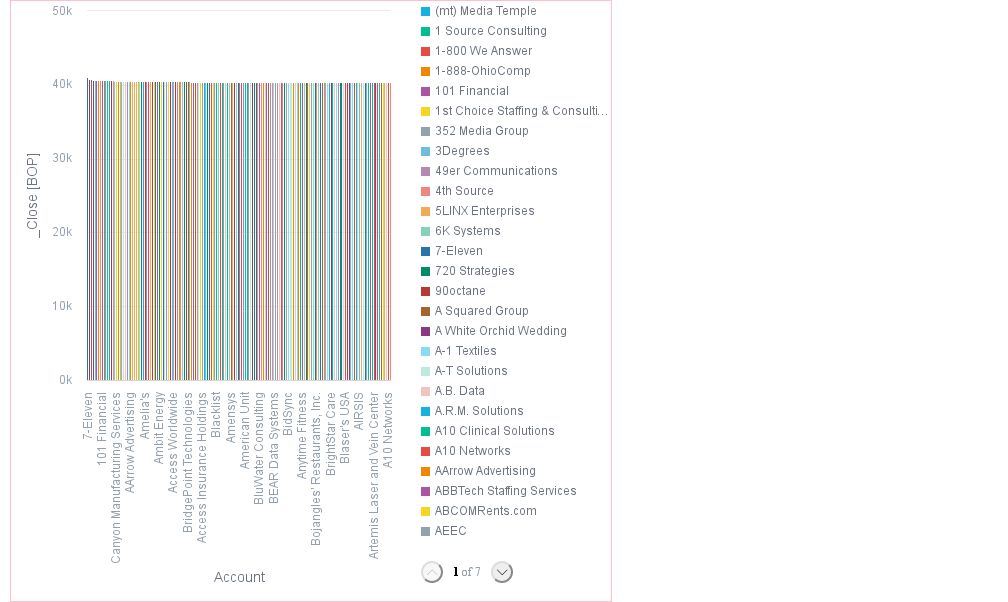 50k
40k
30k
20k
10k
0k
_Close [BOP]
7-Eleven
101 Financial
Canyon Manufacturing Services
AArrow Advertising
Amelia's
Ambit Energy
Access Worldwide
BridgePoint Technologies
Access Insurance Holdings
Blacklist
Amensys
American Unit
BluWater Consulting
BEAR Data Systems
BidSync
Anytime Fitness
Bojangles' Restaurants, Inc.
BrightStar Care
Blaser's USA
AIRSIS
Artemis Laser and Vein Center
A10 Networks
Account
(mt) Media Temple
1 Source Consulting
1-800 We Answer
1-888-OhioComp
101 Financial
1st Choice Staffing & Consulti...
352 Media Group
3Degrees
49er Communications
4th Source
5LINX Enterprises
6K Systems
7-Eleven
720 Strategies
90octane
A Squared Group
A White Orchid Wedding
A-1 Textiles
A-T Solutions
A.B. Data
A.R.M. Solutions
A10 Clinical Solutions
A10 Networks
AArrow Advertising
ABBTech Staffing Services
ABCOMRents.com
AEEC
1 of 7